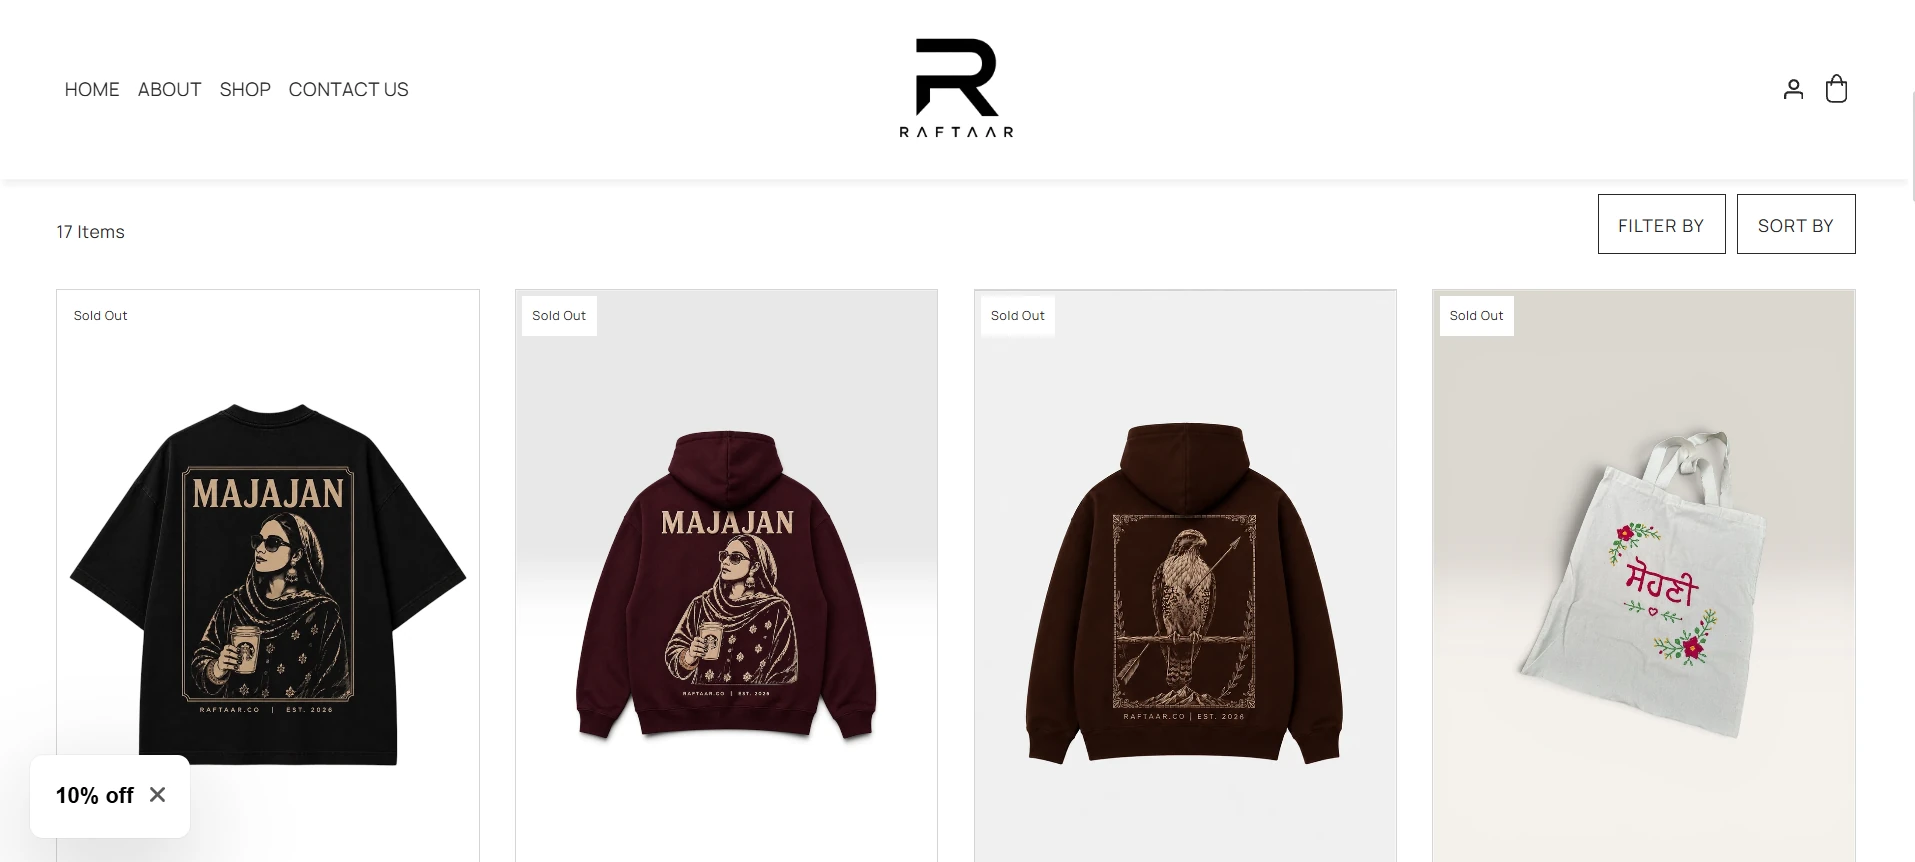 HOME ABOUT SHOP CONTACT US
RAFTAAR
17 Items
FILTER BY
SORT BY
Sold Out
Sold Out
Sold Out
Sold Out
MAJAJAN
RAFTAAR.CO | EST. 2026
MAJAJAN
RAFTAAR.CO | EST. 2026
RAFTAAR.CO | EST. 2026
ਸੋਹਣੀ
10% off